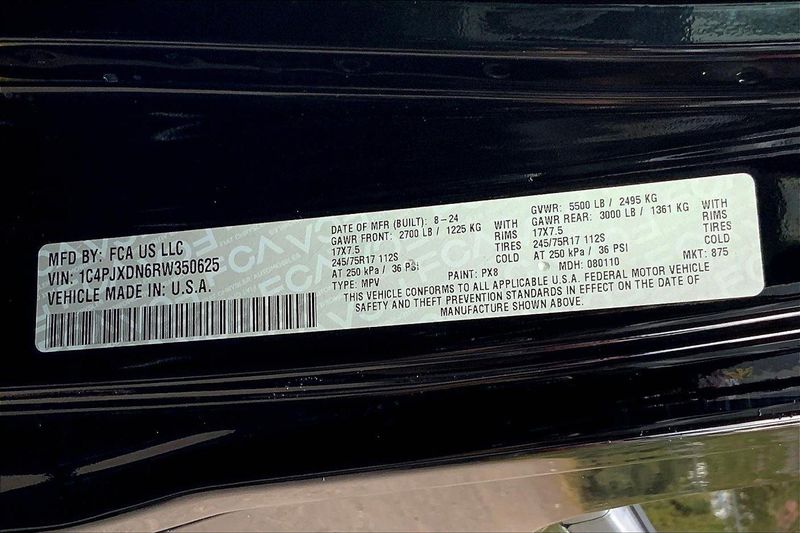 MFD BY: FCA US LLC
VIN: 1C4PJXDN6RW350625
VEHICLE MADE IN: U.S.A.
DATE OF MFR (BUILT): 8-24
GAWR FRONT: 2700 LB / 1225 KG WITH
17X7.5 RIMS
245/75R17 112S TIRES
AT 250 kPa / 36 PSI COLD
TYPE: MPV PAINT: PX8
GVWR: 5500 LB / 2495 KG
GAWR REAR: 3000 LB / 1361 KG WITH
17X7.5 RIMS
245/75R17 112S TIRES
AT 250 kPa / 36 PSI COLD
MDH: 080110 MKT: 875
THIS VEHICLE CONFORMS TO ALL APPLICABLE U.S.A. FEDERAL MOTOR VEHICLE
SAFETY AND THEFT PREVENTION STANDARDS IN EFFECT ON THE DATE OF
MANUFACTURE SHOWN ABOVE.